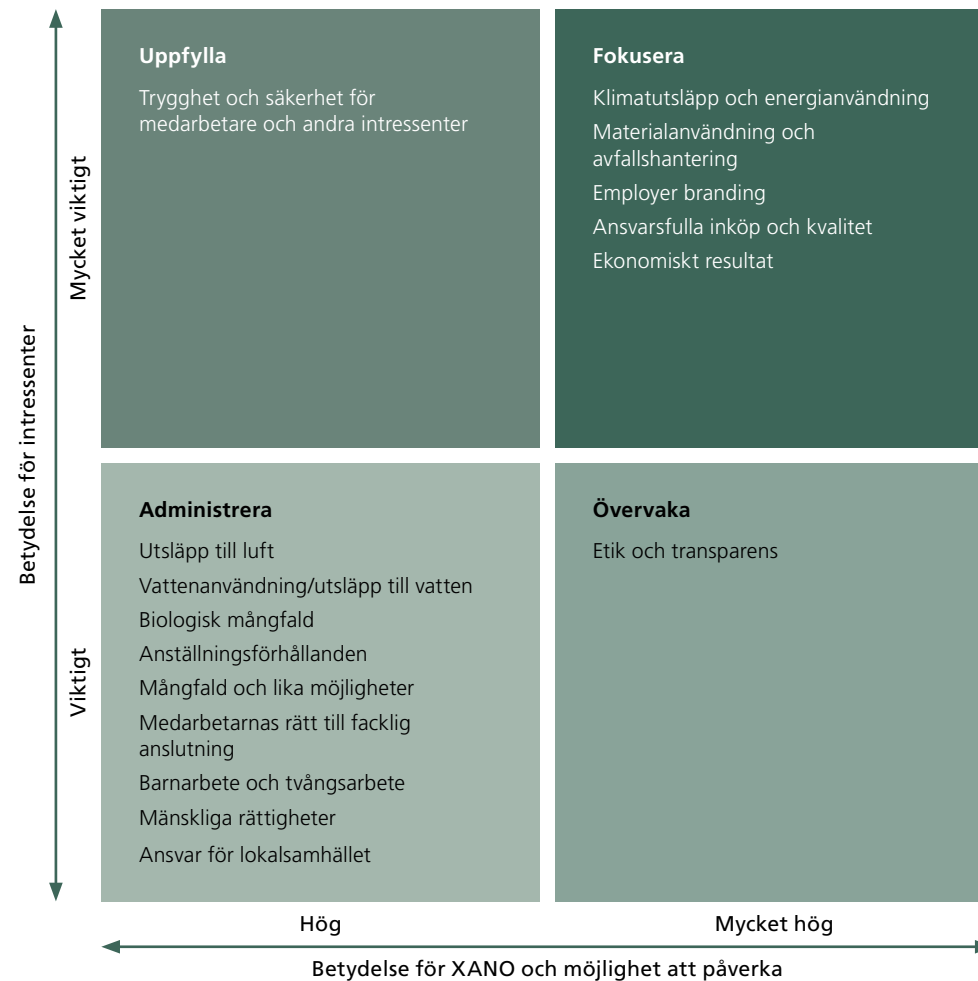 Betydelse för intressenter
Mycket viktigt
Uppfylla
Trygghet och säkerhet för
medarbetare och andra intressenter
Fokusera
Klimatutsläpp och energianvändning
Materialanvändning och
avfallshantering
Employer branding
Ansvarsfulla inköp och kvalitet
Ekonomiskt resultat
Viktigt
Administrera
Utsläpp till luft
Vattenanvändning/utsläpp till vatten
Biologisk mångfald
Anställningsförhållanden
Mångfald och lika möjligheter
Medarbetarnas rätt till facklig
anslutning
Barnarbete och tvångsarbete
Mänskliga rättigheter
Ansvar för lokalsamhället
Övervaka
Etik och transparens
Hög
Mycket hög
Betydelse för XANO och möjlighet att påverka